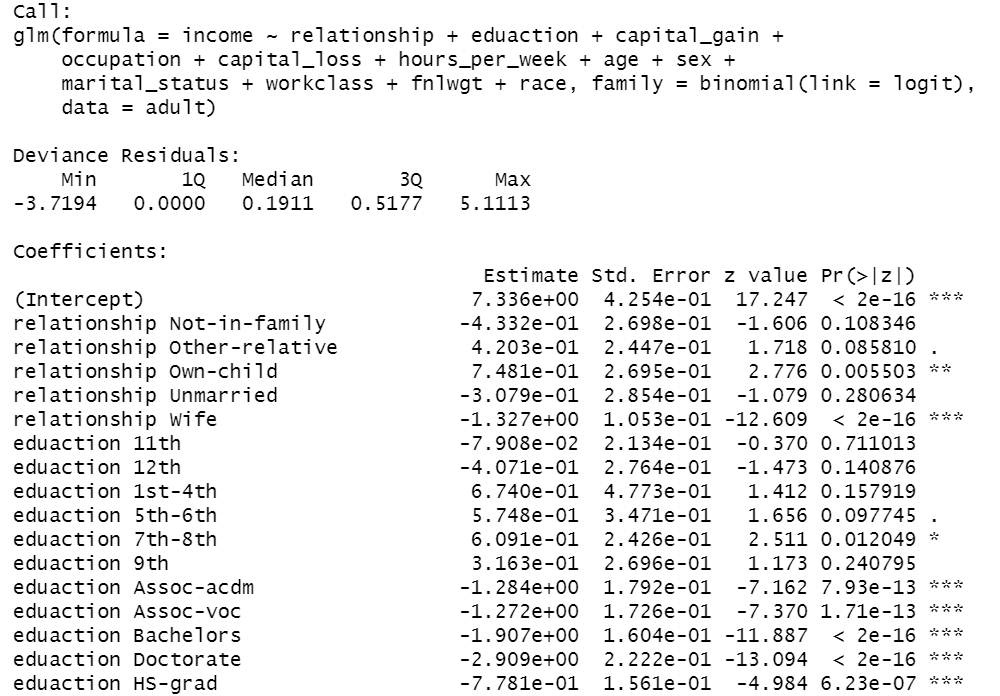 Call:
glm(formula = income ~ relationship + eduaction + capital_gain +
    occupation + capital_loss + hours_per_week + age + sex +
    marital_status + workclass + fnlwgt + race, family = binomial(link = logit),
    data = adult)

Deviance Residuals:
    Min       1Q   Median       3Q      Max
-3.7194   0.0000   0.1911   0.5177   5.1113

Coefficients:
                               Estimate Std. Error z value Pr(>|z|)
(Intercept)                   7.336e+00  4.254e-01  17.247  < 2e-16 ***
relationship Not-in-family   -4.332e-01  2.698e-01  -1.606 0.108346
relationship Other-relative   4.203e-01  2.447e-01   1.718 0.085810 .
relationship Own-child        7.481e-01  2.695e-01   2.776 0.005503 **
relationship Unmarried       -3.079e-01  2.854e-01  -1.079 0.280634
relationship Wife            -1.327e+00  1.053e-01 -12.609  < 2e-16 ***
eduaction 11th               -7.908e-02  2.134e-01  -0.370 0.711013
eduaction 12th               -4.071e-01  2.764e-01  -1.473 0.140876
eduaction 1st-4th             6.740e-01  4.773e-01   1.412 0.157919
eduaction 5th-6th             5.748e-01  3.471e-01   1.656 0.097745 .
eduaction 7th-8th             6.091e-01  2.426e-01   2.511 0.012049 *
eduaction 9th                 3.163e-01  2.696e-01   1.173 0.240795
eduaction Assoc-acdm         -1.284e+00  1.792e-01  -7.162 7.93e-13 ***
eduaction Assoc-voc          -1.272e+00  1.726e-01  -7.370 1.71e-13 ***
eduaction Bachelors          -1.907e+00  1.604e-01 -11.887  < 2e-16 ***
eduaction Doctorate          -2.909e+00  2.222e-01 -13.094  < 2e-16 ***
eduaction HS-grad            -7.781e-01  1.561e-01  -4.984 6.23e-07 ***